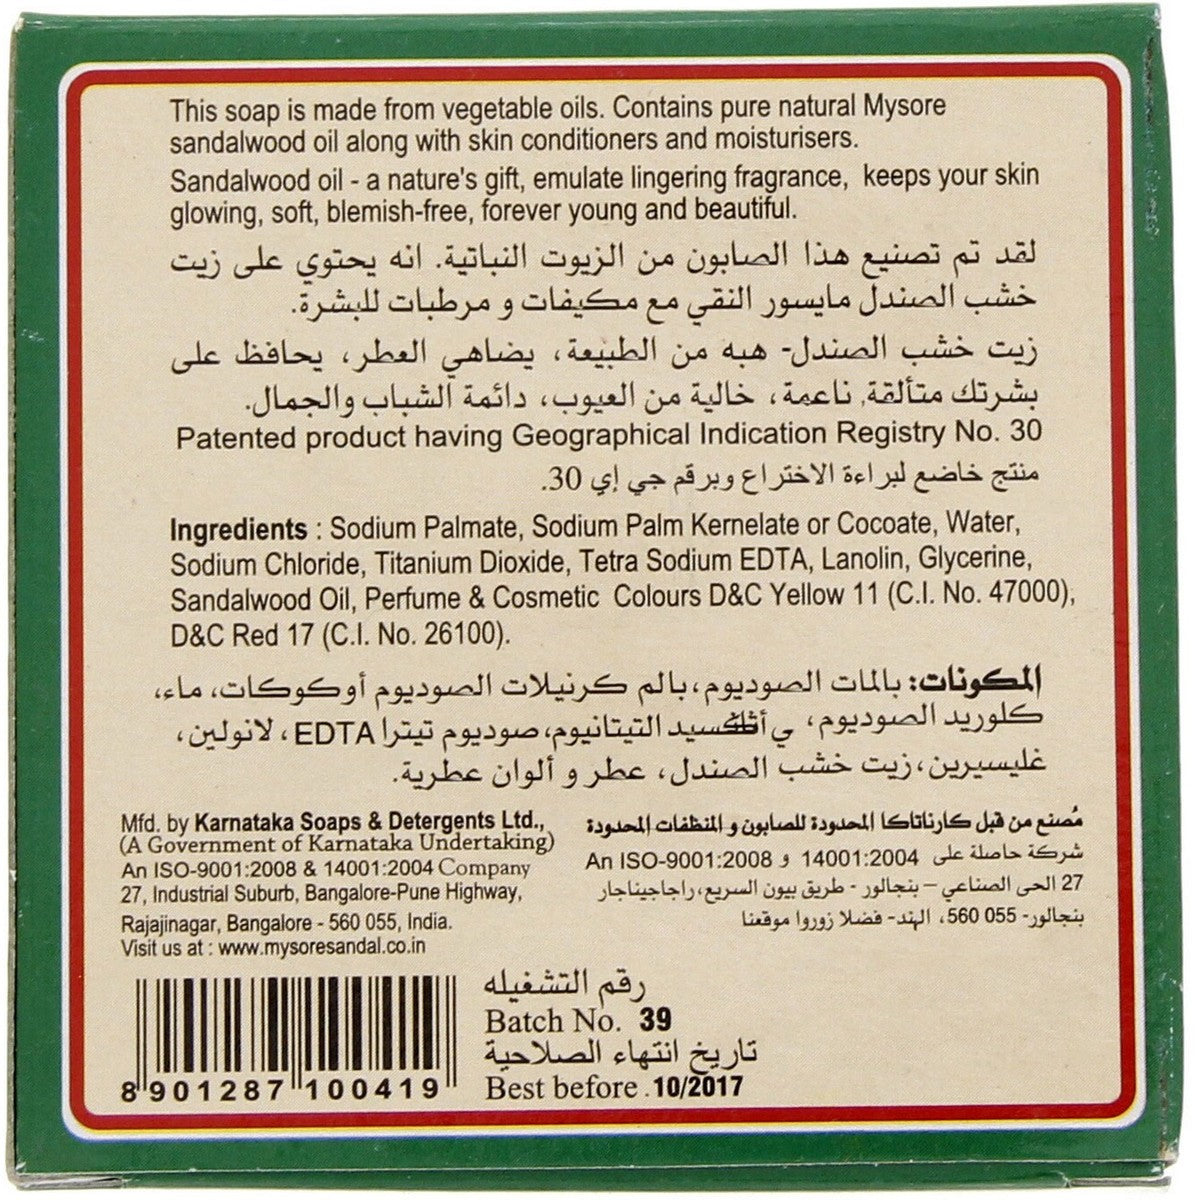 This soap is made from vegetable oils. Contains pure natural Mysore
sandalwood oil along with skin conditioners and moisturisers.
Sandalwood oil - a nature's gift, emulate lingering fragrance, keeps your skin
glowing, soft, blemish-free, forever young and beautiful.
لقد تم تصنيع هذا الصابون من الزيوت النباتية. انه يحتوي على زيت
خشب الصندل مايسور النقي مع مكيفات و مرطبات للبشرة.
زيت خشب الصندل- هبه من الطبيعة، يضاهي العطر، يحافظ على
بشرتك متألقة, ناعمة، خالية من العيوب، دائمة الشباب والجمال.
Patented product having Geographical Indication Registry No. 30
منتج خاضع لبراءة الاختراع وبرقم جي إي 30.
Ingredients : Sodium Palmate, Sodium Palm Kernelate or Cocoate, Water,
Sodium Chloride, Titanium Dioxide, Tetra Sodium EDTA, Lanolin, Glycerine,
Sandalwood Oil, Perfume & Cosmetic Colours D&C Yellow 11 (C.I. No. 47000),
D&C Red 17 (C.I. No. 26100).
المكونات: بالمات الصوديوم،بالم كرنيلات الصوديوم أوكوكات، ماء،
كلوريد الصوديوم، التيتانيوم، صوديوم تيترا EDTA، لانولين،
غليسيرين،زيت خشب الصندل، عطر و ألوان عطرية.
Mfd. by Karnataka Soaps & Detergents Ltd.,
(A Government of Karnataka Undertaking)
An ISO-9001:2008 & 14001:2004 Company
27, Industrial Suburb, Bangalore-Pune Highway,
Rajajinagar, Bangalore - 560 055, India.
Visit us at : www.mysoresandal.co.in
مُصنع من قبل كارناتاكا المحدودة للصابون و المنظفات المحدودة
شركة حاصلة على An ISO-9001:2008 و 14001:2004
27 الحى الصناعي – بنجالور - طريق بيون السريع،راجاجيناجار
بنجالور- 055 560، الهند- فضلا زوروا موقعنا
8 901287 100419
رقم التشغيله
Batch No. 39
تاريخ انتهاء الصلاحية
Best before . 10/2017